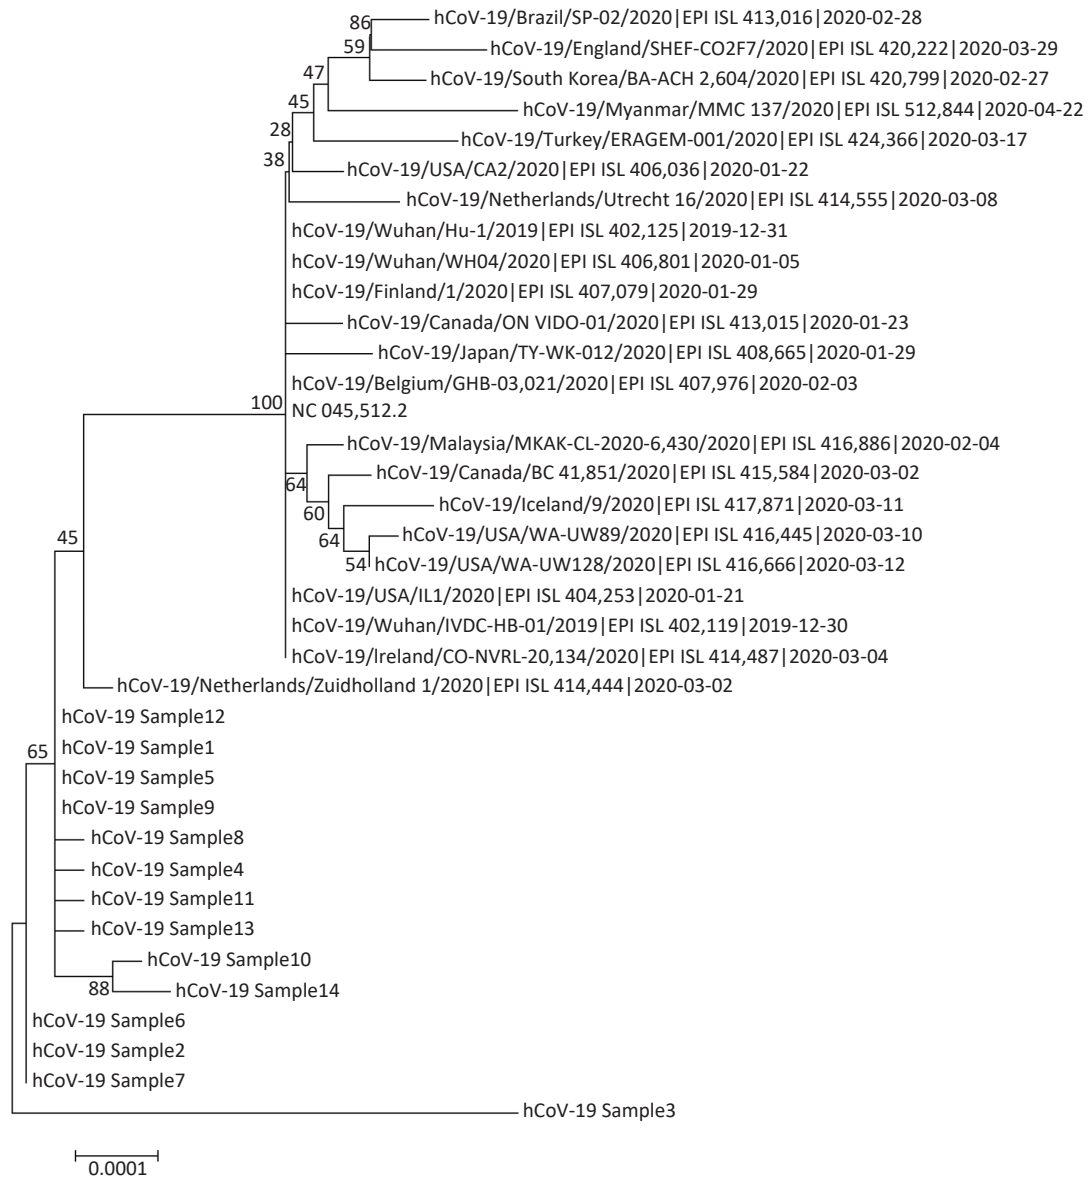 86
hCoV-19/Brazil/SP-02/2020|EPI ISL 413,016|2020-02-28
59
hCoV-19/England/SHEF-CO2F7/2020|EPI ISL 420,222|2020-03-29
47
hCoV-19/South Korea/BA-ACH 2,604/2020|EPI ISL 420,799|2020-02-27
45
hCoV-19/Myanmar/MMC 137/2020|EPI ISL 512,844|2020-04-22
28
hCoV-19/Turkey/ERAGEM-001/2020|EPI ISL 424,366|2020-03-17
38
hCoV-19/USA/CA2/2020|EPI ISL 406,036|2020-01-22
hCoV-19/Netherlands/Utrecht 16/2020|EPI ISL 414,555|2020-03-08
hCoV-19/Wuhan/Hu-1/2019|EPI ISL 402,125|2019-12-31
hCoV-19/Wuhan/WH04/2020|EPI ISL 406,801|2020-01-05
hCoV-19/Finland/1/2020|EPI ISL 407,079|2020-01-29
hCoV-19/Canada/ON VIDO-01/2020|EPI ISL 413,015|2020-01-23
hCoV-19/Japan/TY-WK-012/2020|EPI ISL 408,665|2020-01-29
hCoV-19/Belgium/GHB-03,021/2020|EPI ISL 407,976|2020-02-03
100
NC 045,512.2
hCoV-19/Malaysia/MKAK-CL-2020-6,430/2020|EPI ISL 416,886|2020-02-04
64
hCoV-19/Canada/BC 41,851/2020|EPI ISL 415,584|2020-03-02
60
hCoV-19/Iceland/9/2020|EPI ISL 417,871|2020-03-11
64
hCoV-19/USA/WA-UW89/2020|EPI ISL 416,445|2020-03-10
54
hCoV-19/USA/WA-UW128/2020|EPI ISL 416,666|2020-03-12
hCoV-19/USA/IL1/2020|EPI ISL 404,253|2020-01-21
hCoV-19/Wuhan/IVDC-HB-01/2019|EPI ISL 402,119|2019-12-30
hCoV-19/Ireland/CO-NVRL-20,134/2020|EPI ISL 414,487|2020-03-04
45
hCoV-19/Netherlands/Zuidholland 1/2020|EPI ISL 414,444|2020-03-02
hCoV-19 Sample12
65
hCoV-19 Sample1
hCoV-19 Sample5
hCoV-19 Sample9
hCoV-19 Sample8
hCoV-19 Sample4
hCoV-19 Sample11
hCoV-19 Sample13
hCoV-19 Sample10
88
hCoV-19 Sample14
hCoV-19 Sample6
hCoV-19 Sample2
hCoV-19 Sample7
hCoV-19 Sample3
0.0001